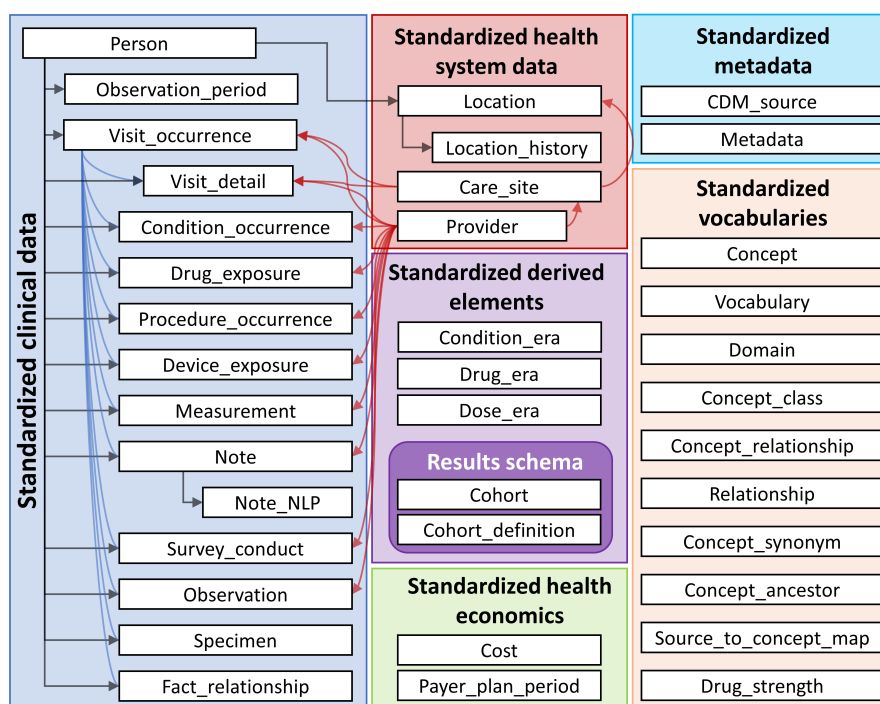 Standardized clinical data
Person
Observation_period
Visit_occurrence
Visit_detail
Condition_occurrence
Drug_exposure
Procedure_occurrence
Device_exposure
Measurement
Note
Note_NLP
Survey_conduct
Observation
Specimen
Fact_relationship
Standardized health
system data
Location
Location_history
Care_site
Provider
Standardized derived
elements
Condition_era
Drug_era
Dose_era
Results schema
Cohort
Cohort_definition
Standardized health
economics
Cost
Payer_plan_period
Standardized
metadata
CDM_source
Metadata
Standardized
vocabularies
Concept
Vocabulary
Domain
Concept_class
Concept_relationship
Relationship
Concept_synonym
Concept_ancestor
Source_to_concept_map
Drug_strength